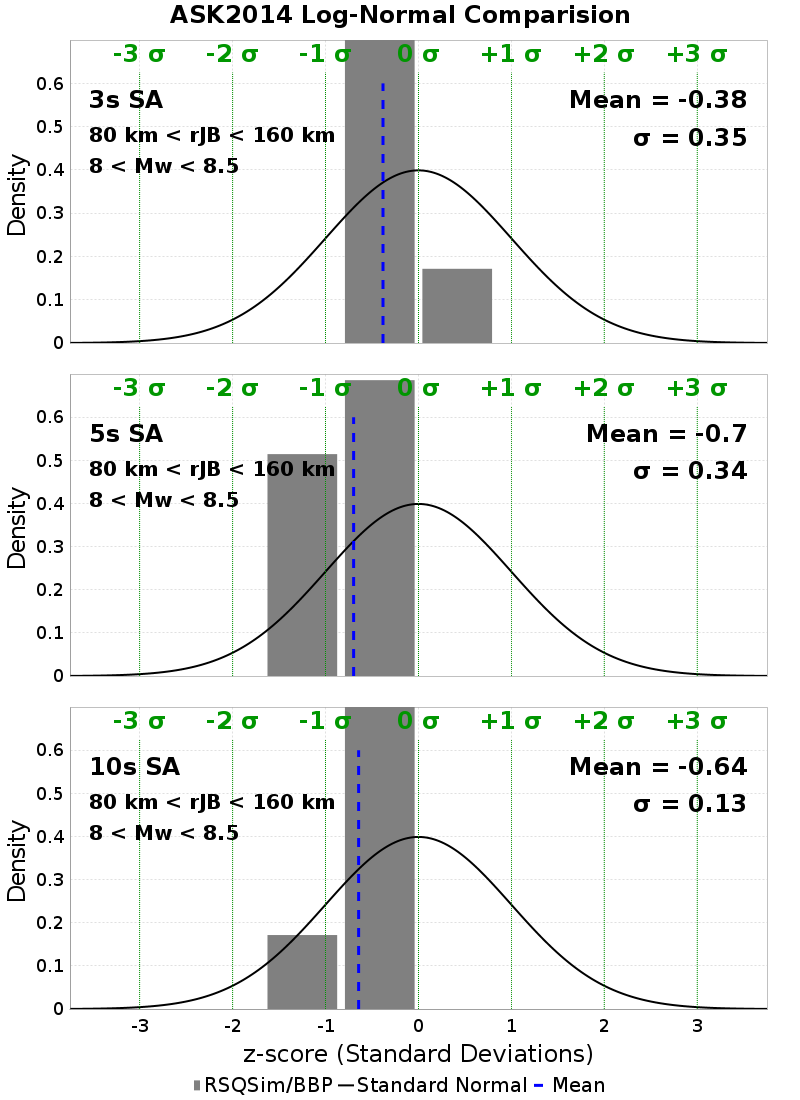 ASK2014 Log-Normal Comparision
-3 σ -2 σ -1 σ 0 σ +1 σ +2 σ +3 σ
0.6
0.5
0.4
0.3
0.2
0.1
0
Density
3s SA
80 km < rJB < 160 km
8 < Mw < 8.5
Mean = -0.38
σ = 0.35
-3 σ -2 σ -1 σ 0 σ +1 σ +2 σ +3 σ
0.6
0.5
0.4
0.3
0.2
0.1
0
Density
5s SA
80 km < rJB < 160 km
8 < Mw < 8.5
Mean = -0.7
σ = 0.34
-3 σ -2 σ -1 σ 0 σ +1 σ +2 σ +3 σ
0.6
0.5
0.4
0.3
0.2
0.1
0
Density
10s SA
80 km < rJB < 160 km
8 < Mw < 8.5
Mean = -0.64
σ = 0.13
-3 -2 -1 0 1 2 3
z-score (Standard Deviations)
RSQSim/BBP Standard Normal Mean